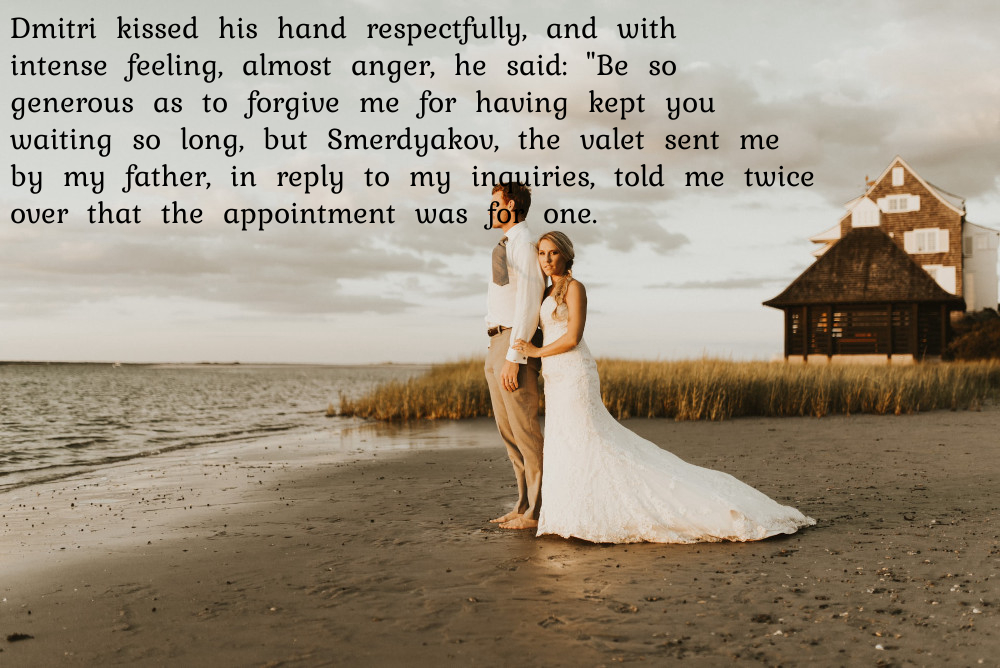 Dmitri kissed his hand respectfully, and with
intense feeling, almost anger, he said: "Be so
generous as to forgive me for having kept you
waiting so long, but Smerdyakov, the valet sent me
by my father, in reply to my inquiries, told me twice
over that the appointment was for one.